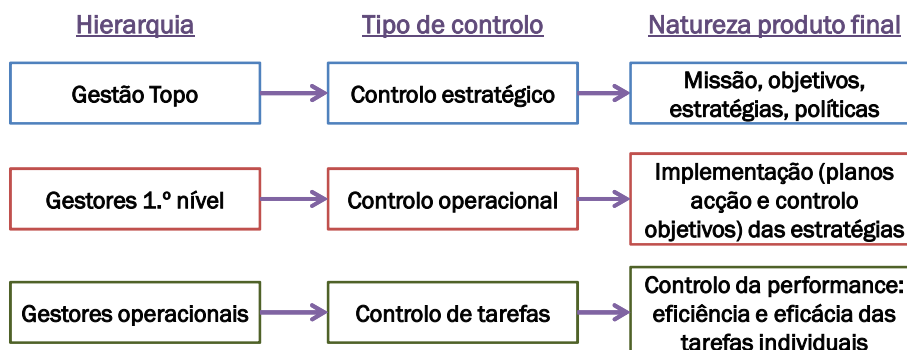 Hierarquia
Tipo de controlo
Natureza produto final
Gestão Topo
Controlo estratégico
Missão, objetivos,
estratégias, políticas
Gestores 1.º nível
Controlo operacional
Implementação (planos
acção e controlo
objetivos) das estratégias
Gestores operacionais
Controlo de tarefas
Controlo da performance:
eficiência e eficácia das
tarefas individuais